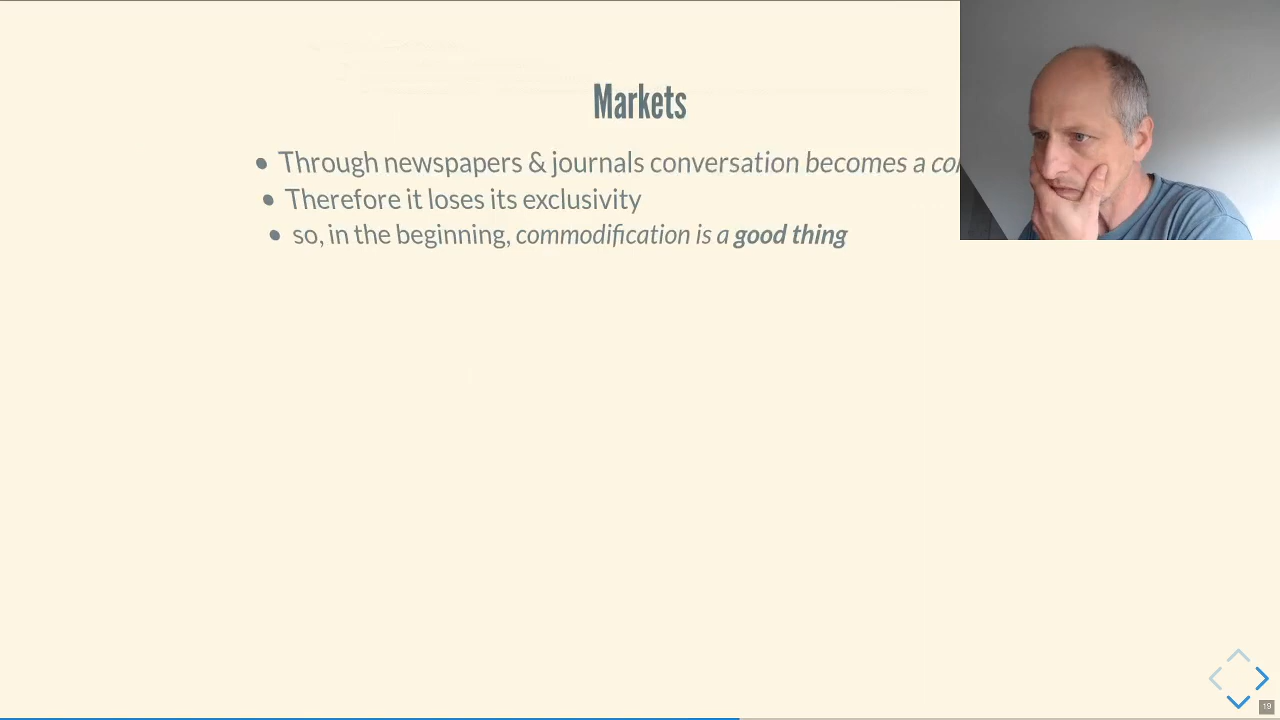 Markets
Through newspapers & journals conversation becomes a
Therefore it loses its exclusivity
so, in the beginning, commodification is a good thing
19